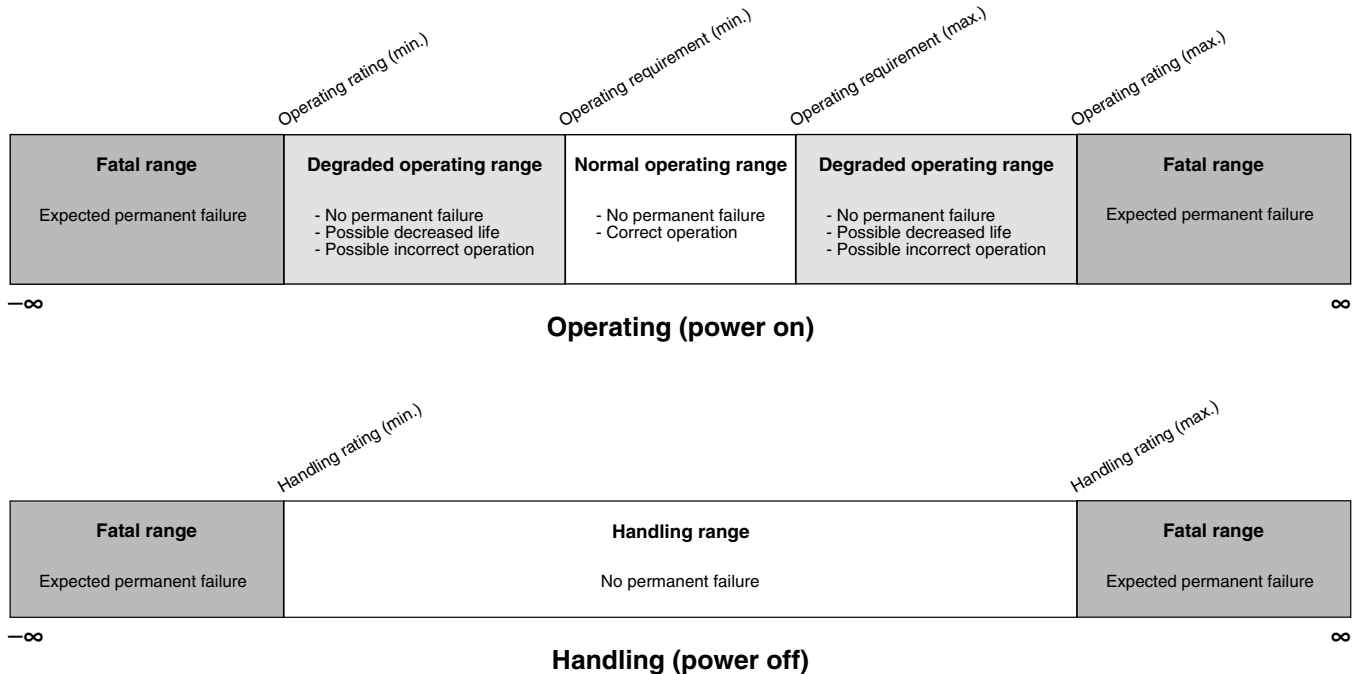 Operating rating (min.)
Operating requirement (min.)
Operating requirement (max.)
Operating rating (max.)
Fatal range
Expected permanent failure
Degraded operating range
- No permanent failure
- Possible decreased life
- Possible incorrect operation
Normal operating range
- No permanent failure
- Correct operation
Degraded operating range
- No permanent failure
- Possible decreased life
- Possible incorrect operation
Fatal range
Expected permanent failure
–∞
∞
Operating (power on)
Handling rating (min.)
Handling rating (max.)
Fatal range
Expected permanent failure
Handling range
No permanent failure
Fatal range
Expected permanent failure
–∞
∞
Handling (power off)